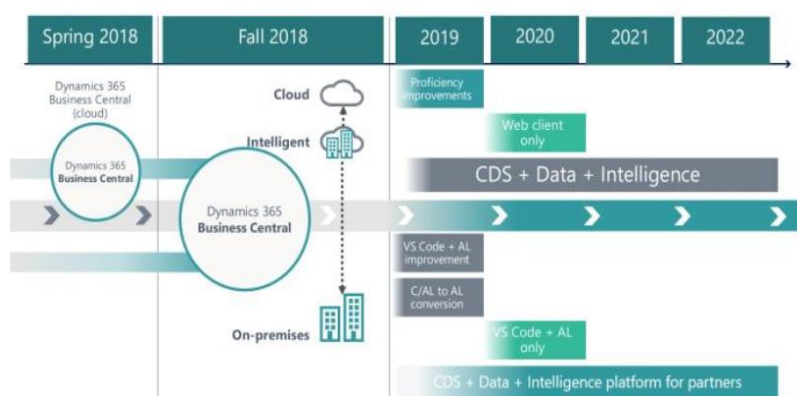 Spring 2018
Fall 2018
2019
2020
2021
2022
Dynamics 365
Business Central
(cloud)
Dynamics 365
Business Central
Dynamics 365
Business Central
Cloud
Intelligent
On-premises
Proficiency
improvements
Web client
only
CDS + Data + Intelligence
VS Code + AL
improvement
C/AL to AL
conversion
VS Code + AL
only
CDS + Data + Intelligence platform for partners